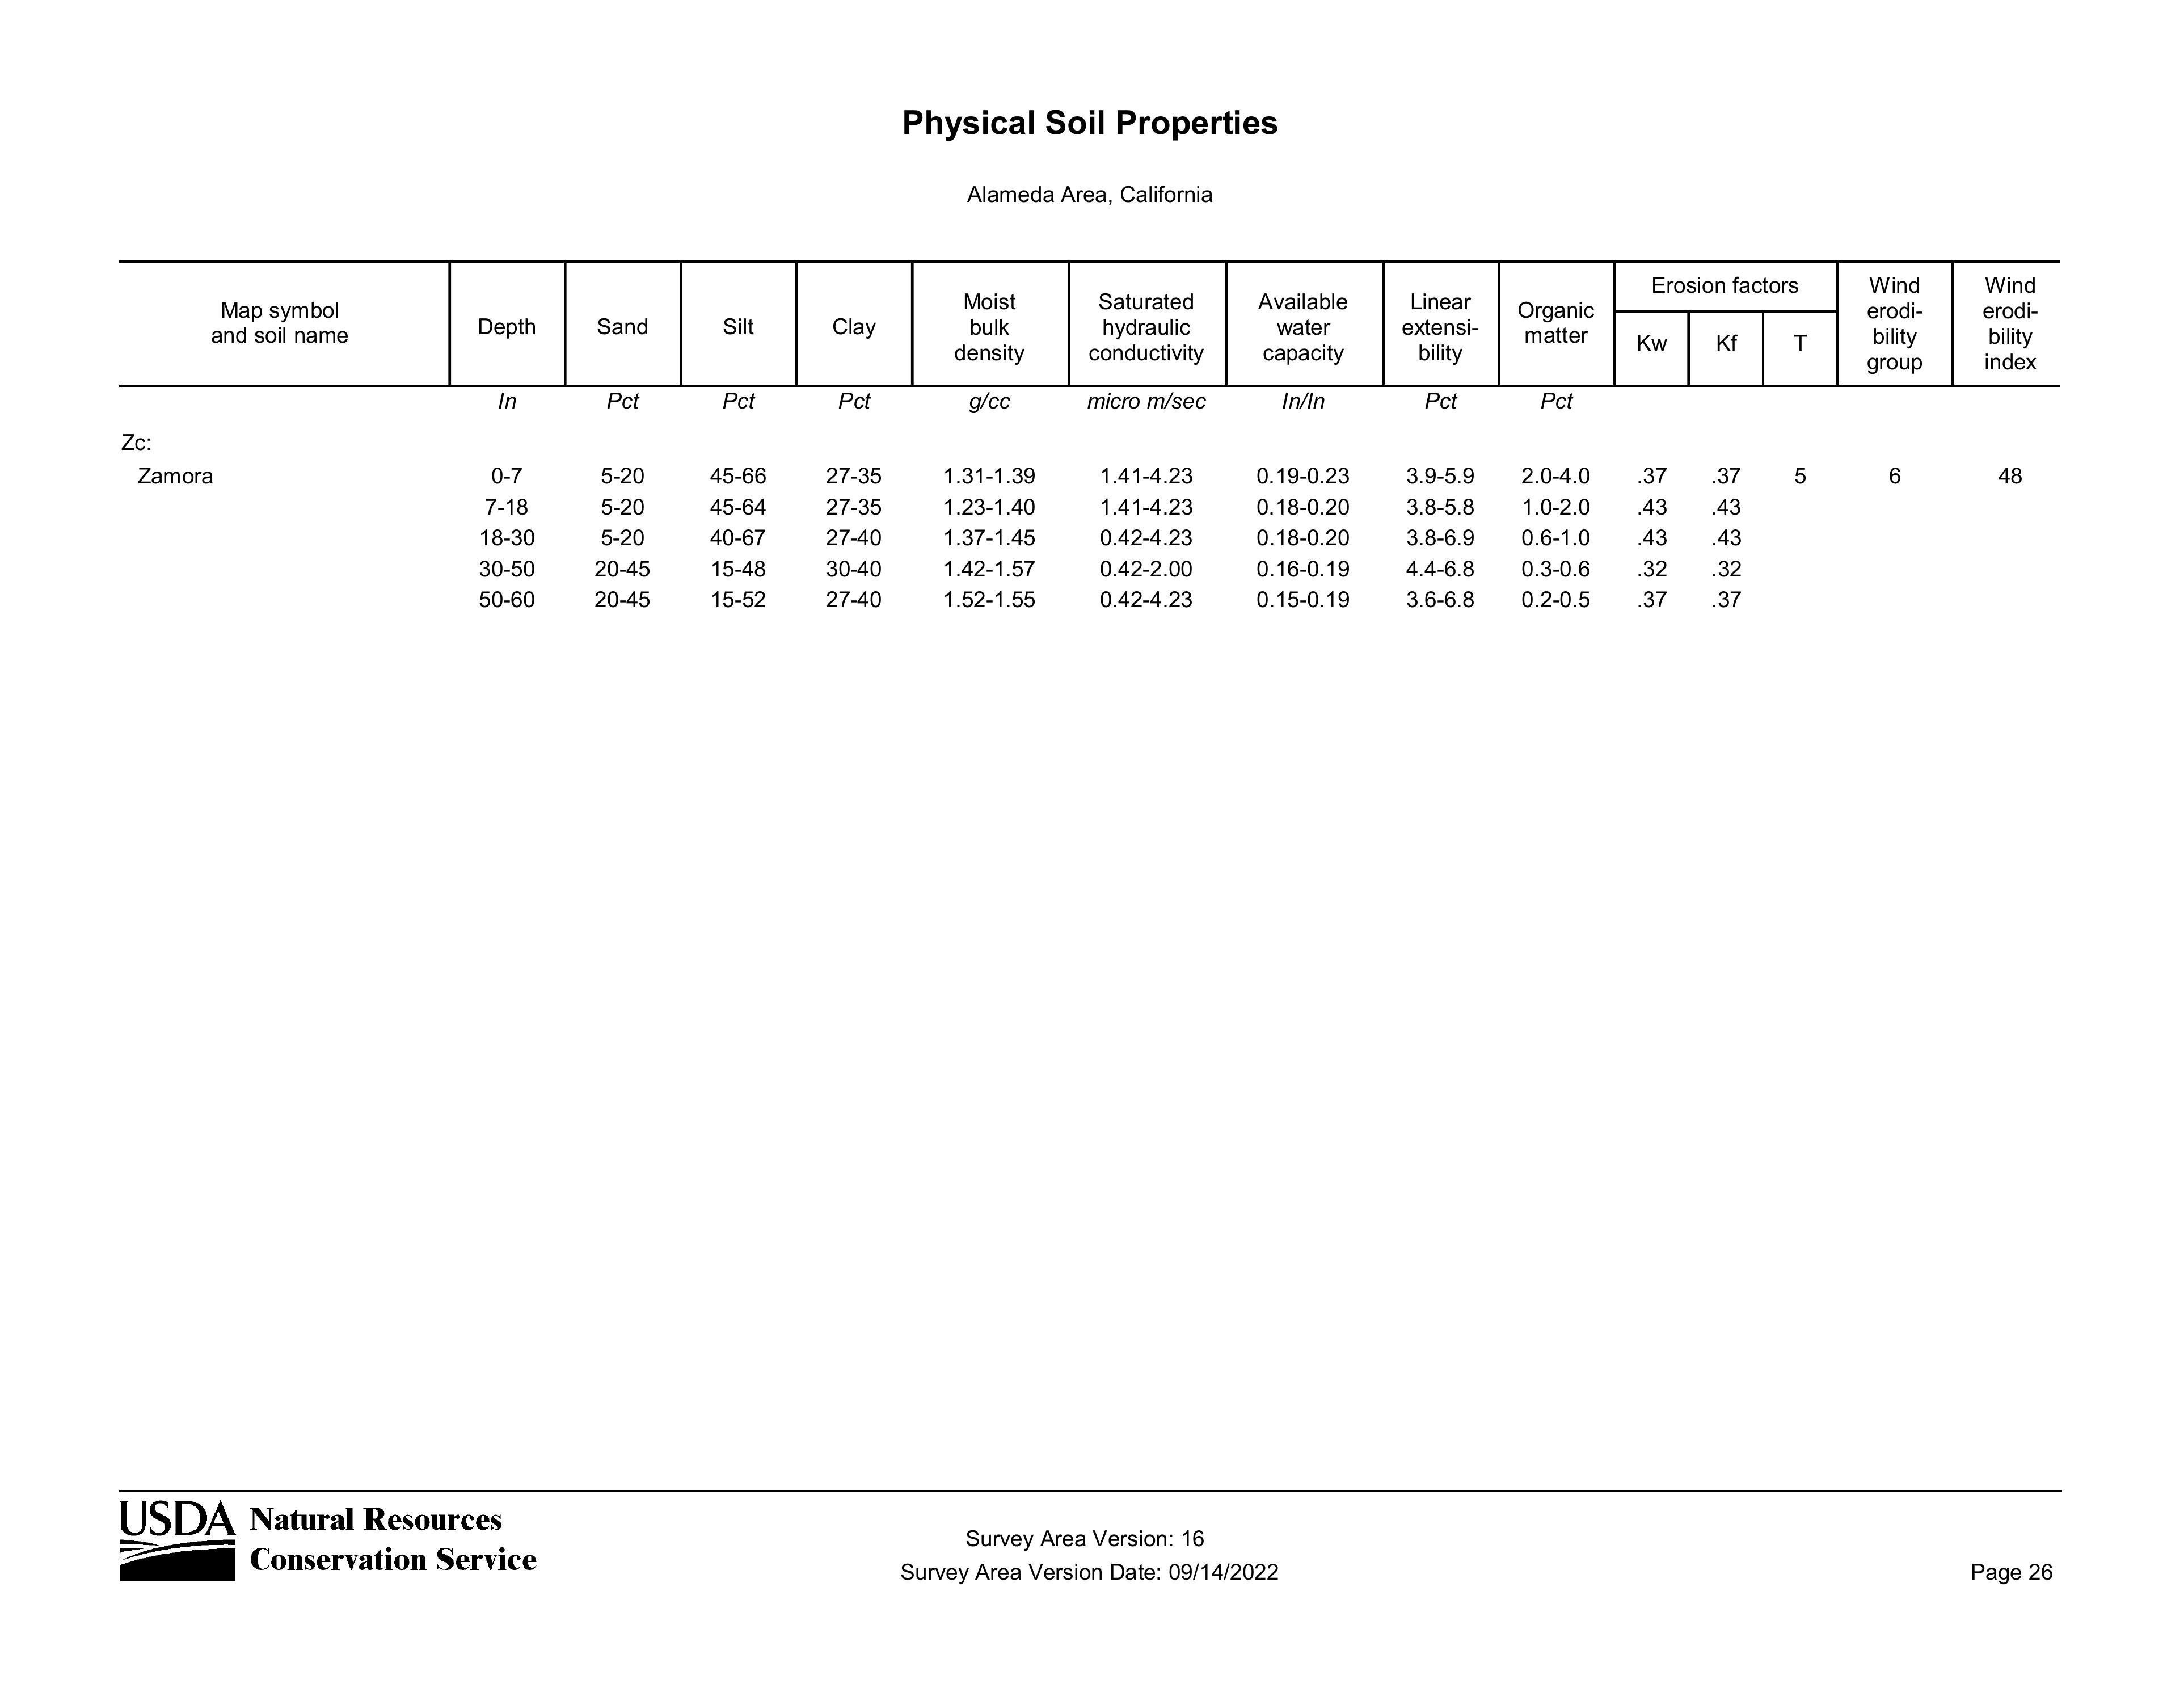 Physical Soil Properties
Alameda Area, California
Map symbol
and soil name
Depth
Sand
Silt
Clay
Moist
bulk
density
Saturated
hydraulic
conductivity
Available
water
capacity
Linear
extensi-
bility
Organic
matter
Erosion factors
Kw
Kf
T
Wind
erodi-
bility
group
Wind
erodi-
bility
index
In Pct Pct Pct g/cc micro m/sec In/In Pct Pct
Zc:
Zamora 0-7 5-20 45-66 27-35 1.31-1.39 1.41-4.23 0.19-0.23 3.9-5.9 2.0-4.0 .37 .37 5 6 48
7-18 5-20 45-64 27-35 1.23-1.40 1.41-4.23 0.18-0.20 3.8-5.8 1.0-2.0 .43 .43
18-30 5-20 40-67 27-40 1.37-1.45 0.42-4.23 0.18-0.20 3.8-6.9 0.6-1.0 .43 .43
30-50 20-45 15-48 30-40 1.42-1.57 0.42-2.00 0.16-0.19 4.4-6.8 0.3-0.6 .32 .32
50-60 20-45 15-52 27-40 1.52-1.55 0.42-4.23 0.15-0.19 3.6-6.8 0.2-0.5 .37 .37
USDA Natural Resources
Conservation Service
Survey Area Version: 16
Survey Area Version Date: 09/14/2022
Page 26